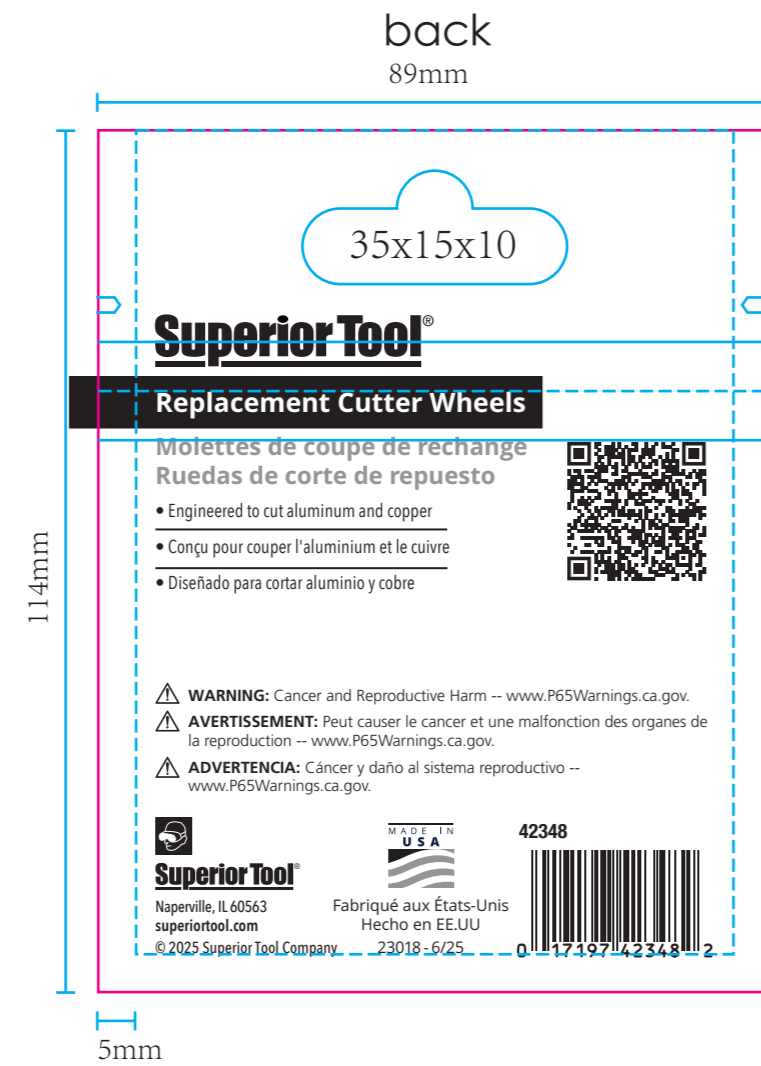 back
89mm
35x15x10
Superior Tool®
Replacement Cutter Wheels
Molettes de coupe de rechange
Ruedas de corte de repuesto
• Engineered to cut aluminum and copper
• Conçu pour couper l'aluminium et le cuivre
• Diseñado para cortar aluminio y cobre
114mm
WARNING: Cancer and Reproductive Harm -- www.P65Warnings.ca.gov.
AVERTISSEMENT: Peut causer le cancer et une malfonction des organes de
la reproduction -- www.P65Warnings.ca.gov.
ADVERTENCIA: Cáncer y daño al sistema reproductivo --
www.P65Warnings.ca.gov.
Superior Tool®
Naperville, IL 60563
superiortool.com
© 2025 Superior Tool Company
MADE IN
USA
Fabriqué aux États-Unis
Hecho en EE.UU
23018 - 6/25
42348
0 17197 42348 2
5mm